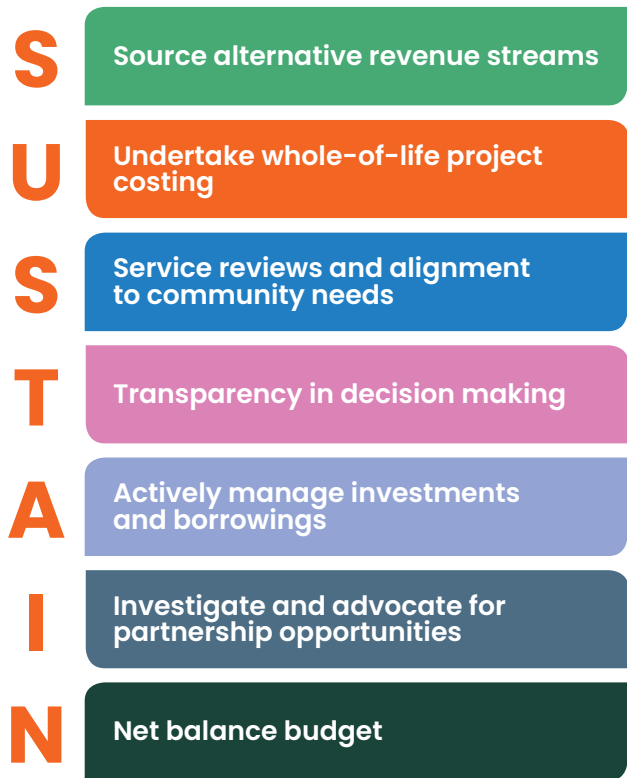 S
Source alternative revenue streams
U
Undertake whole-of-life project
costing
S
Service reviews and alignment
to community needs
T
Transparency in decision making
A
Actively manage investments
and borrowings
I
Investigate and advocate for
partnership opportunities
N
Net balance budget